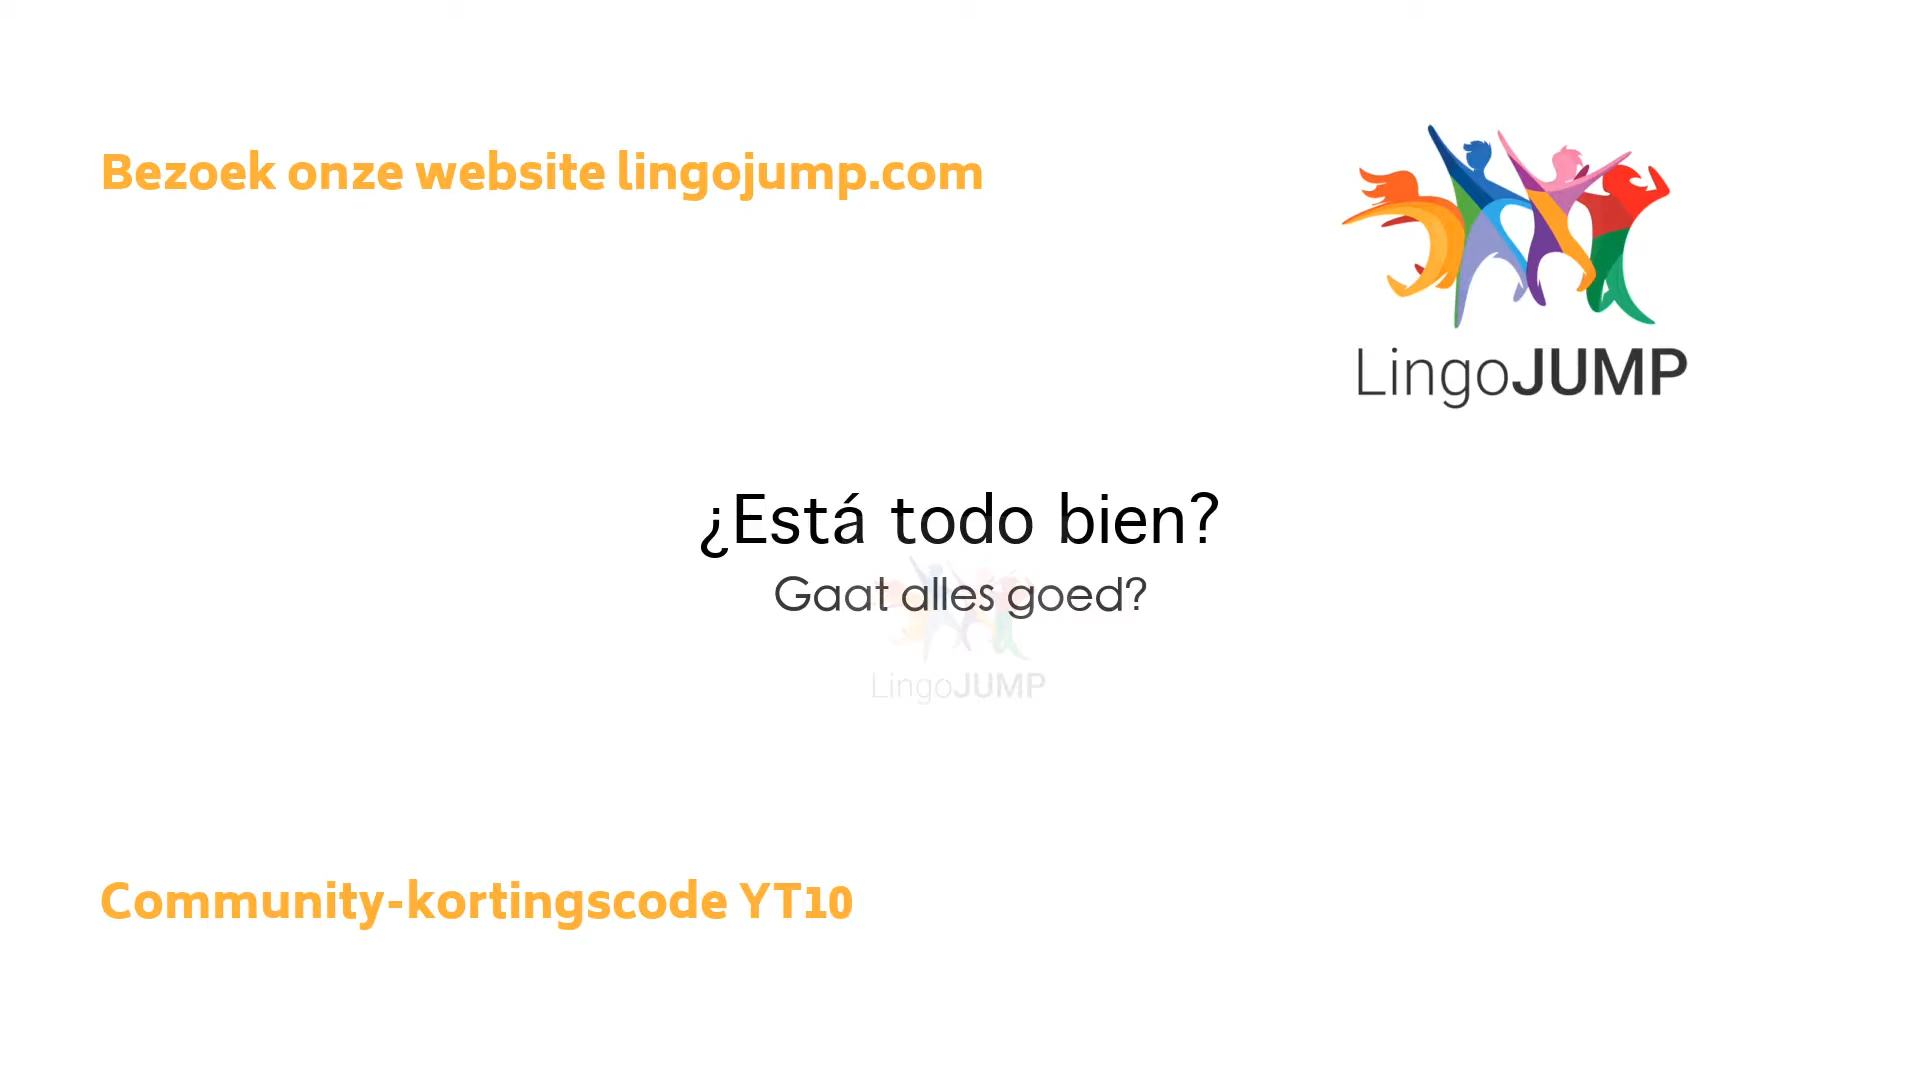 Bezoek onze website lingojump.com
LingoJUMP
¿Está todo bien?
Gaat alles goed?
LingoJUMP
Community-kortingscode YT10